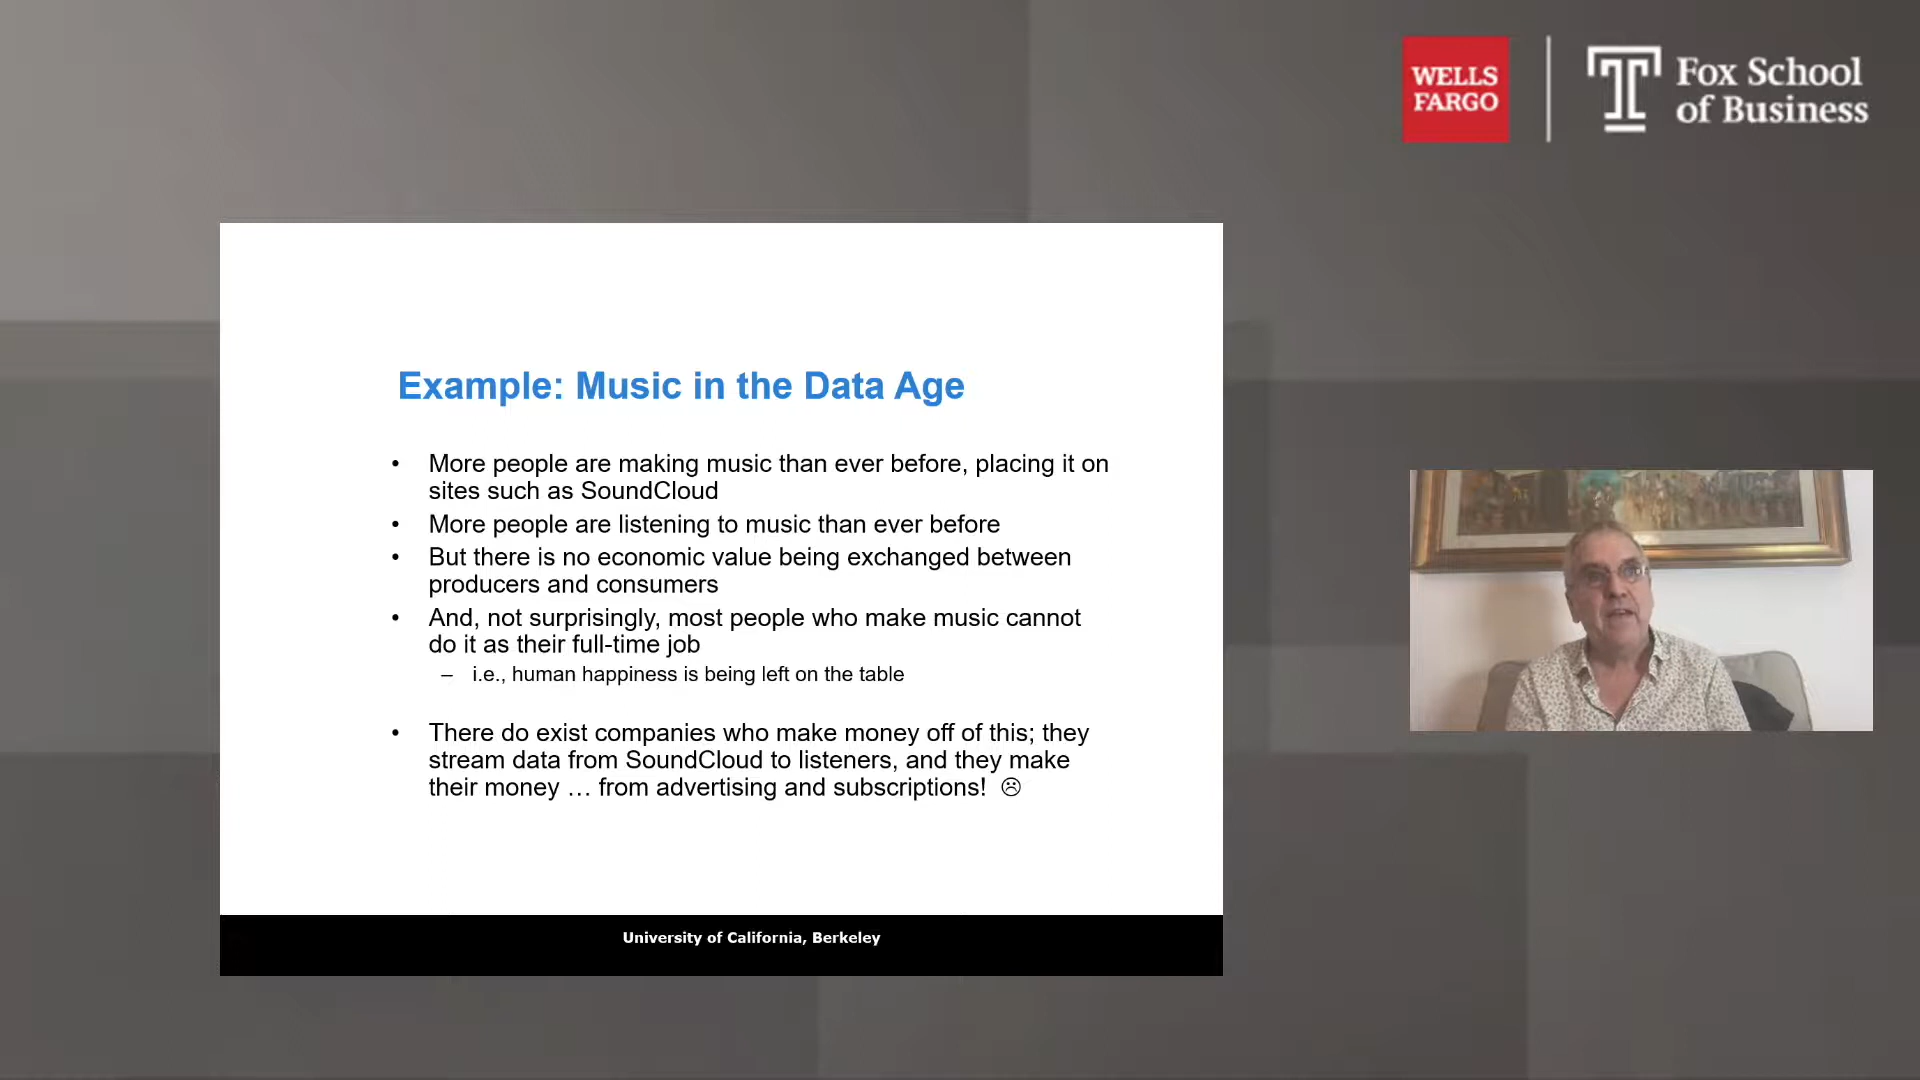 WELLS
FARGO
Fox School
of Business
Example: Music in the Data Age
• More people are making music than ever before, placing it on
sites such as SoundCloud
• More people are listening to music than ever before
• But there is no economic value being exchanged between
producers and consumers
• And, not surprisingly, most people who make music cannot
do it as their full-time job
– i.e., human happiness is being left on the table
• There do exist companies who make money off of this; they
stream data from SoundCloud to listeners, and they make
their money … from advertising and subscriptions! ☹
University of California, Berkeley